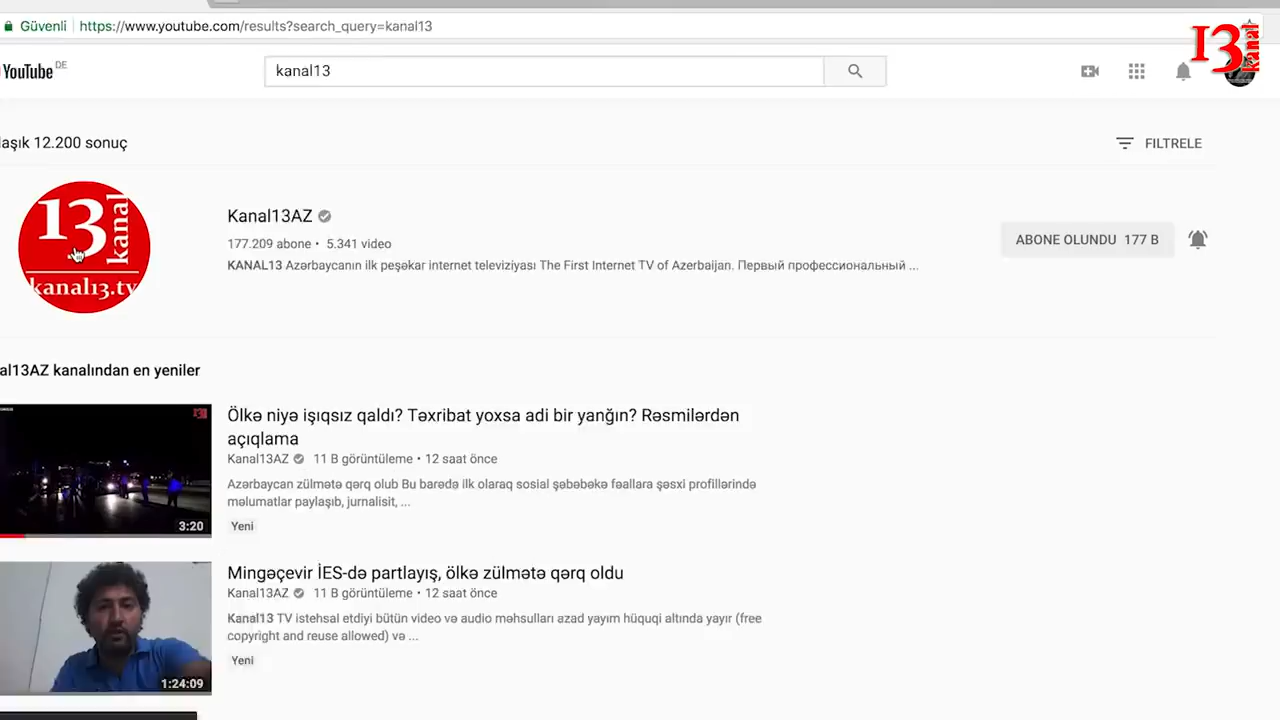 Güvenli https://www.youtube.com/results?search_query=kanal13
13 kanal
YouTube DE
kanal13
laşık 12.200 sonuç
FILTRELE
13 kanal
kanal13.tv
Kanal13AZ
177.209 abone • 5.341 video
KANAL13 Azərbaycanın ilk peşəkar internet televiziyası The First Internet TV of Azerbaijan. Первый профессиональный ...
ABONE OLUNDU 177 B
al13AZ kanalından en yeniler
13
3:20
Ölkə niyə işıqsız qaldı? Təxribat yoxsa adi bir yanğın? Rəsmilərdən
açıqlama
Kanal13AZ 11 B görüntüleme • 12 saat önce
Azərbaycan zülmətə qərq olub Bu barədə ilk olaraq sosial şəbəbəkə fəallara şəsxi profillərində
məlumatlar paylaşıb, jurnalisit, ...
Yeni
1:24:09
Mingəçevir İES-də partlayış, ölkə zülmətə qərq oldu
Kanal13AZ 11 B görüntüleme • 12 saat önce
Kanal13 TV istehsal etdiyi bütün video və audio məhsulları azad yayım hüquqi altında yayır (free
copyright and reuse allowed) və ...
Yeni